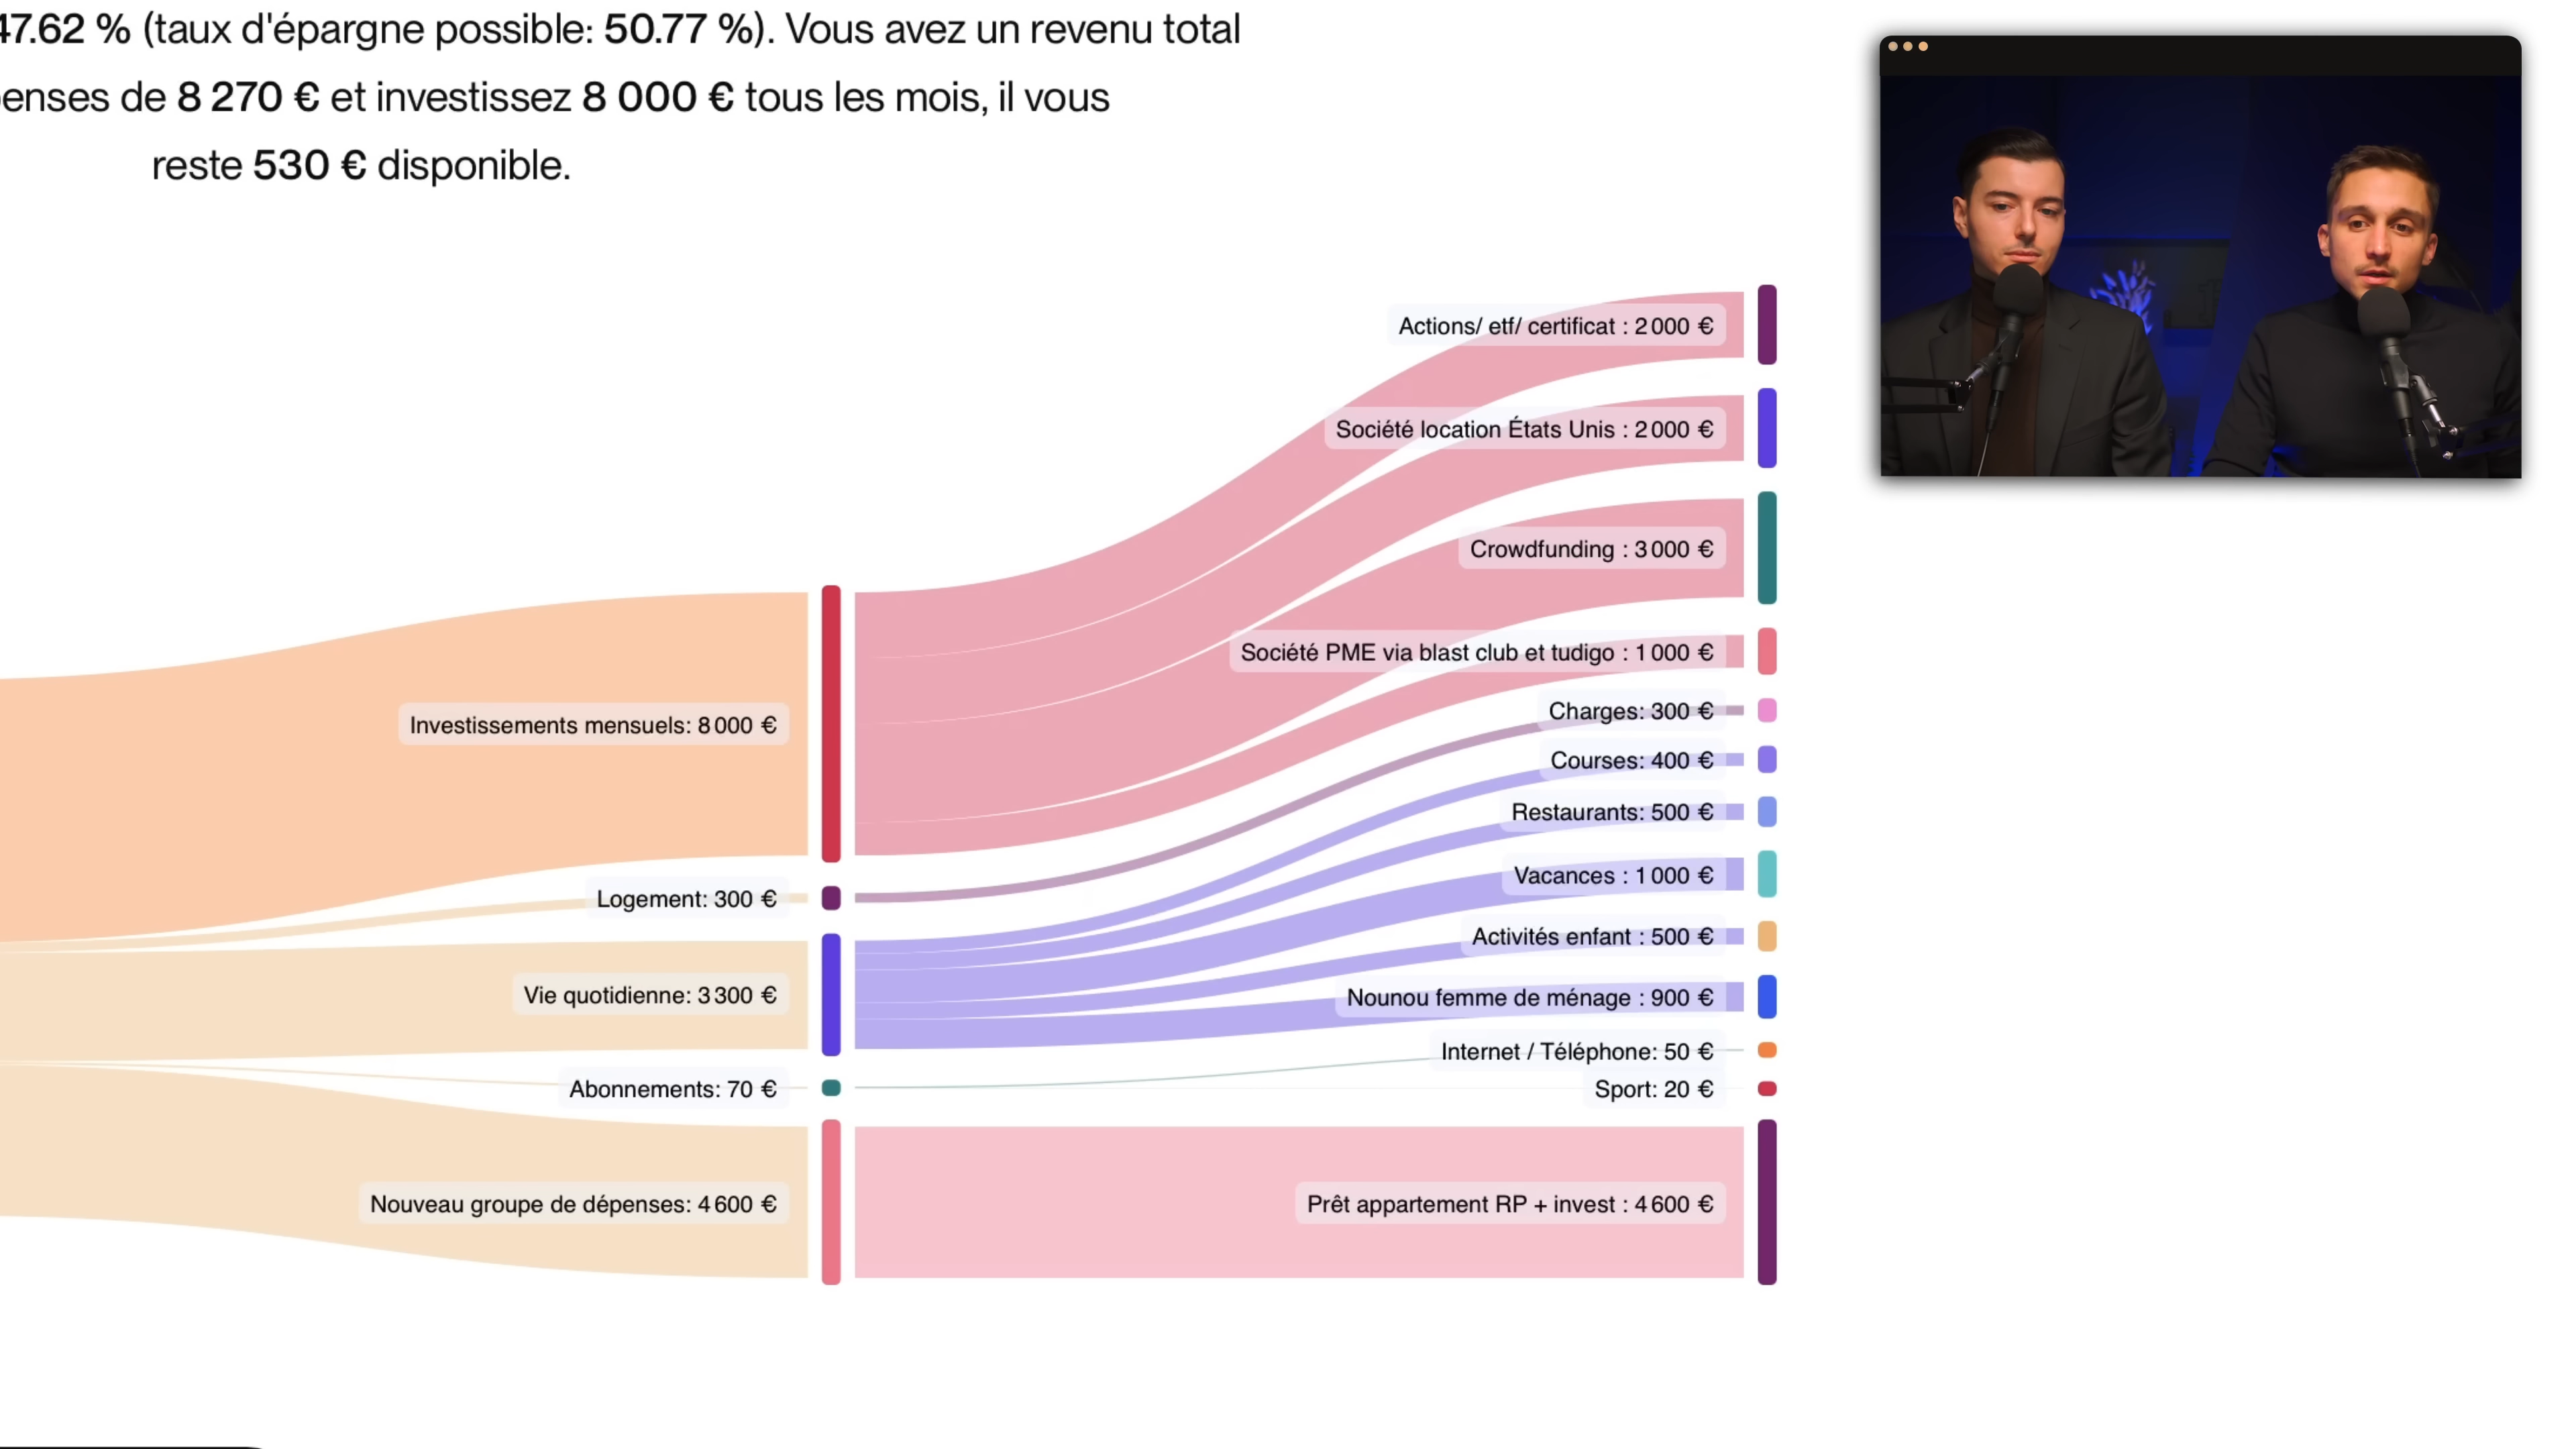 47.62 % (taux d'épargne possible: 50.77 %). Vous avez un revenu total
enses de 8 270 € et investissez 8 000 € tous les mois, il vous
reste 530 € disponible.
Actions/ etf/ certificat : 2 000 €
Société location États Unis : 2 000 €
Crowdfunding : 3 000 €
Société PME via blast club et tudigo : 1 000 €
Charges: 300 €
Investissements mensuels: 8 000 €
Courses: 400 €
Restaurants: 500 €
Vacances : 1 000 €
Logement: 300 €
Activités enfant : 500 €
Vie quotidienne: 3 300 €
Nounou femme de ménage : 900 €
Internet / Téléphone: 50 €
Abonnements: 70 €
Sport: 20 €
Nouveau groupe de dépenses: 4 600 €
Prêt appartement RP + invest : 4 600 €